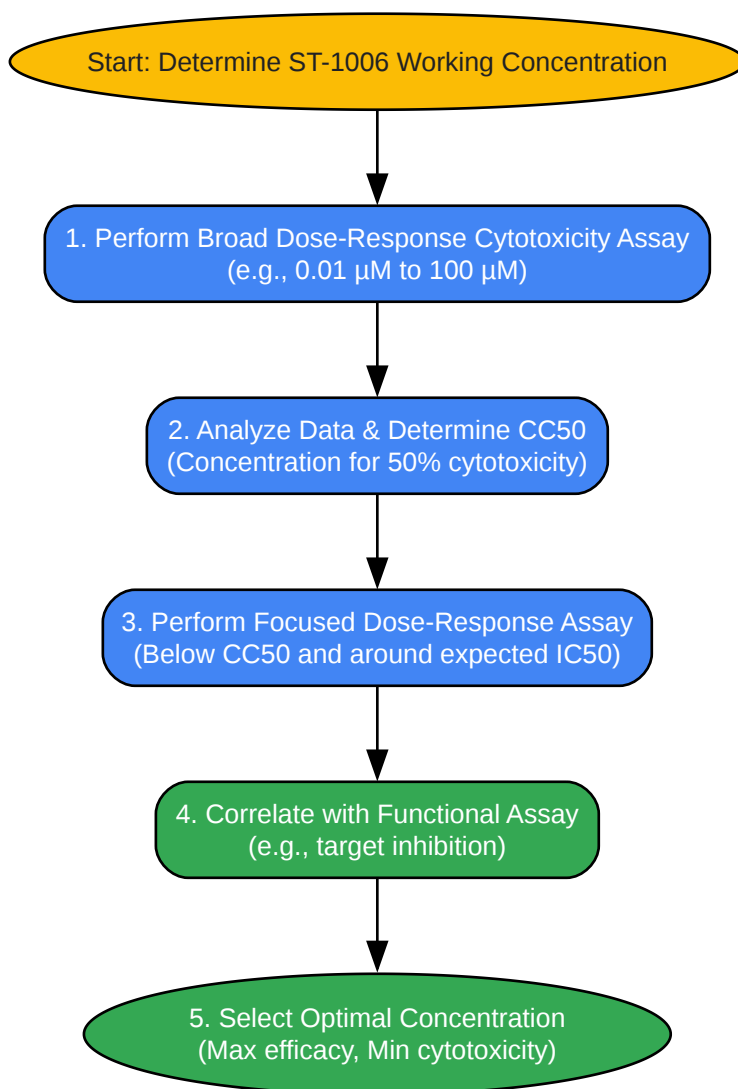 Start: Determine ST-1006 Working Concentration
1. Perform Broad Dose-Response Cytotoxicity Assay
(e.g., 0.01 µM to 100 µM)
2. Analyze Data & Determine CC50
(Concentration for 50% cytotoxicity)
3. Perform Focused Dose-Response Assay
(Below CC50 and around expected IC50)
4. Correlate with Functional Assay
(e.g., target inhibition)
5. Select Optimal Concentration
(Max efficacy, Min cytotoxicity)